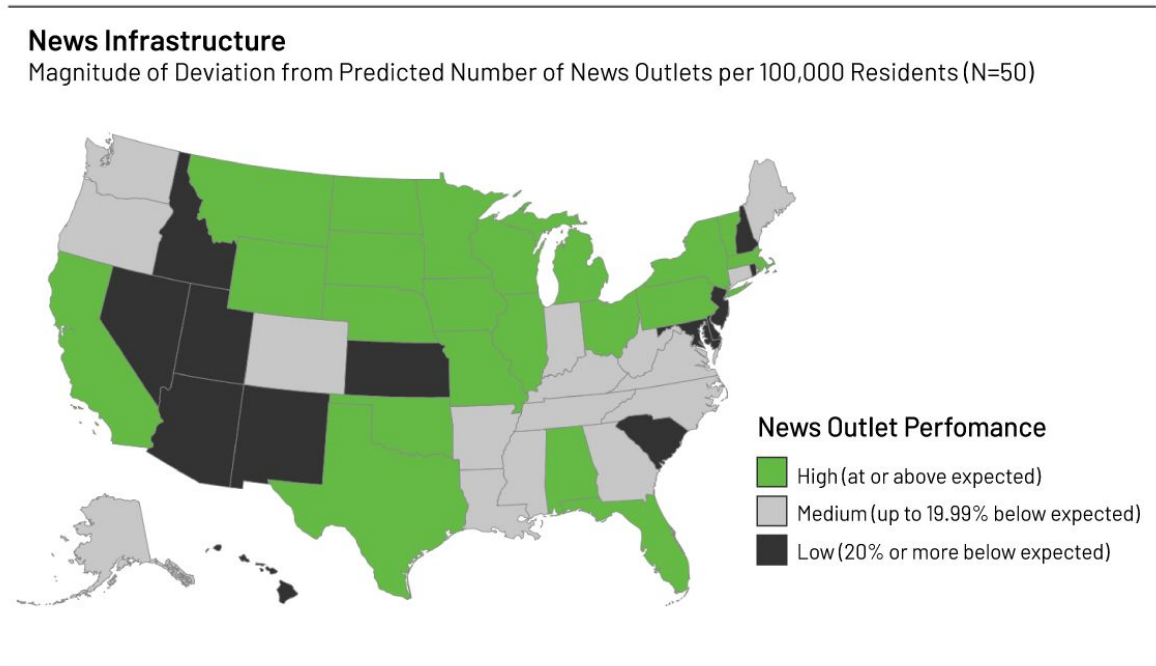 News Infrastructure
Magnitude of Deviation from Predicted Number of News Outlets per 100,000 Residents (N=50)
News Outlet Perfomance
High (at or above expected)
Medium (up to 19.99% below expected)
Low (20% or more below expected)